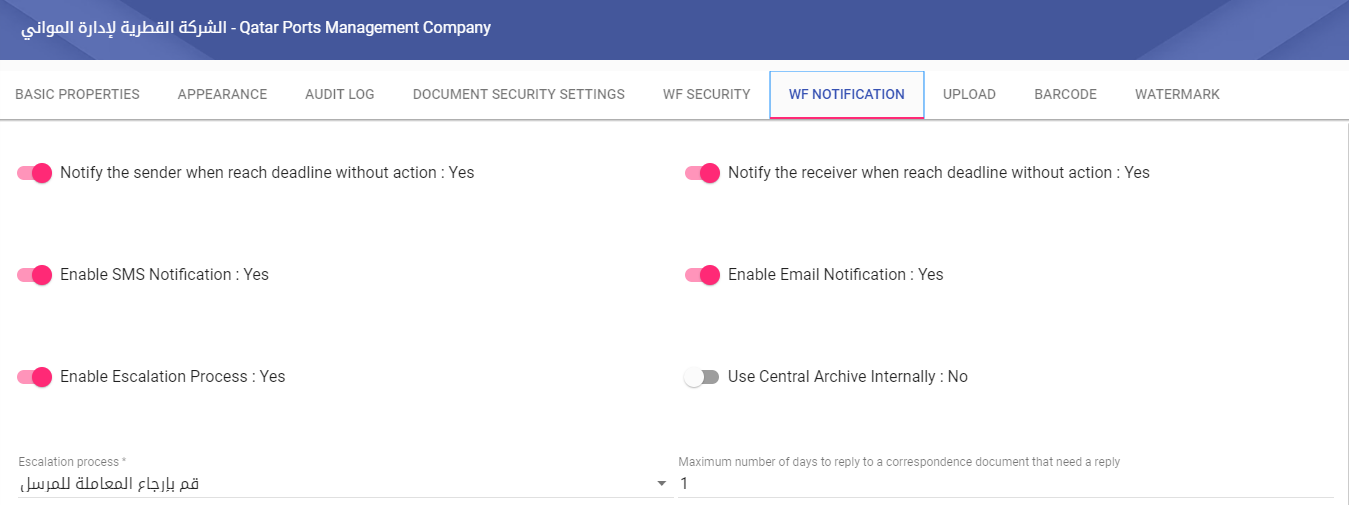 الشركة القطرية لإدارة المواني - Qatar Ports Management Company
BASIC PROPERTIES APPEARANCE AUDIT LOG DOCUMENT SECURITY SETTINGS WF SECURITY WF NOTIFICATION UPLOAD BARCODE WATERMARK
Notify the sender when reach deadline without action : Yes
Notify the receiver when reach deadline without action : Yes
Enable SMS Notification : Yes
Enable Email Notification : Yes
Enable Escalation Process : Yes
Use Central Archive Internally : No
Escalation process *
قم بإرجاع المعاملة للمرسل
Maximum number of days to reply to a correspondence document that need a reply
1